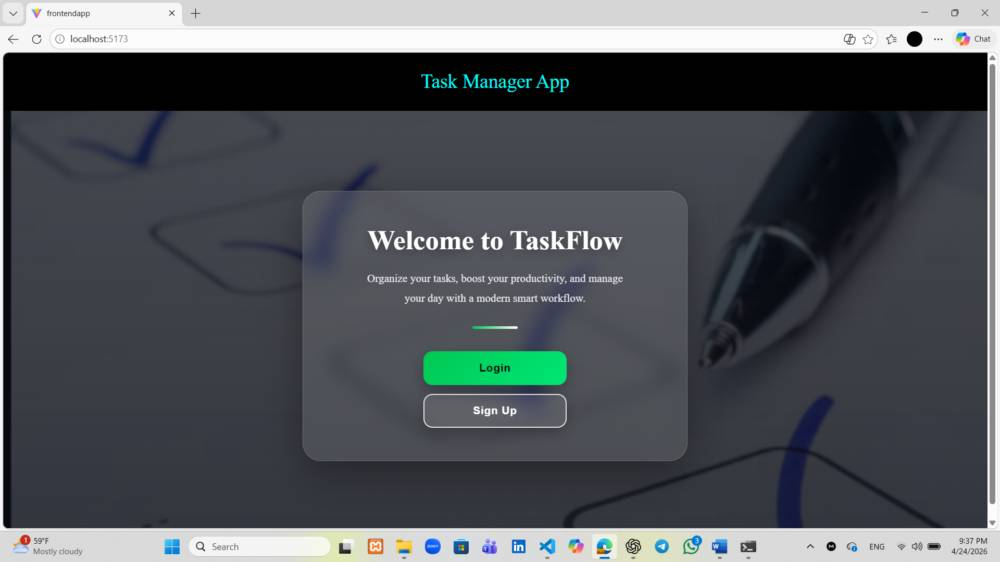 frontendapp
localhost:5173
Chat
Task Manager App
Welcome to TaskFlow
Organize your tasks, boost your productivity, and manage
your day with a modern smart workflow.
Login
Sign Up
1
59°F
Mostly cloudy
Search
zoom
in
3
W
ENG
9:37 PM
4/24/2026